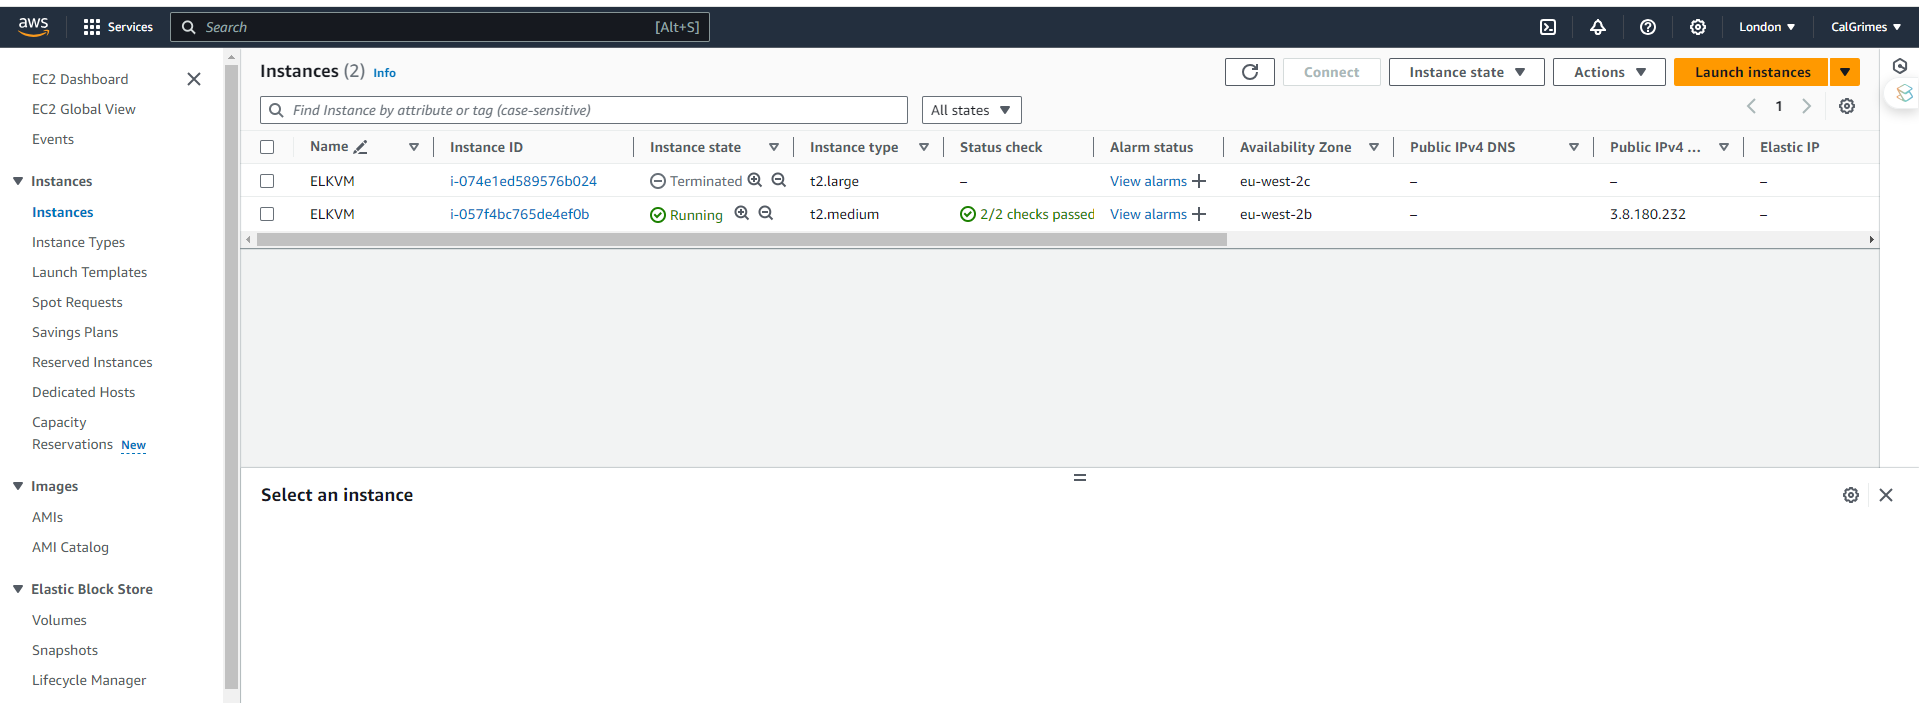 aws Services Search [Alt+S] London CalGrimes
EC2 Dashboard
EC2 Global View
Events
Instances
Instances
Instance Types
Launch Templates
Spot Requests
Savings Plans
Reserved Instances
Dedicated Hosts
Capacity
Reservations New
Images
AMIs
AMI Catalog
Elastic Block Store
Volumes
Snapshots
Lifecycle Manager
Instances (2) Info Connect Instance state Actions Launch instances
Find Instance by attribute or tag (case-sensitive) All states 1
Name Instance ID Instance state Instance type Status check Alarm status Availability Zone Public IPv4 DNS Public IPv4 ... Elastic IP
ELKVM i-074e1ed589576b024 Terminated t2.large – View alarms eu-west-2c – – –
ELKVM i-057f4bc765de4ef0b Running t2.medium 2/2 checks passed View alarms eu-west-2b – 3.8.180.232 –
Select an instance